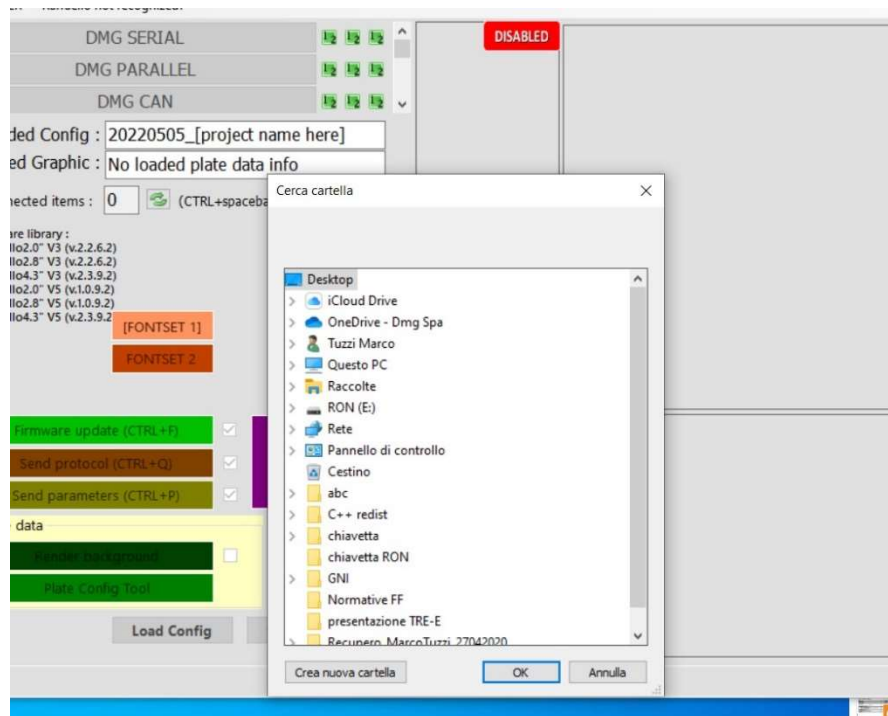 not recognized.
DMG SERIAL
DISABLED
DMG PARALLEL
DMG CAN
ded Config : 20220505_[project name here]
ed Graphic : No loaded plate data info
nected items : 0 (CTRL+spaceba
are library :
llo2.0" V3 (v.2.2.6.2)
llo2.8" V3 (v.2.2.6.2)
llo4.3" V3 (v.2.3.9.2)
llo2.0" V5 (v.1.0.9.2)
llo2.8" V5 (v.1.0.9.2)
llo4.3" V5 (v.2.3.9.2
[FONTSET 1]
FONTSET 2
Firmware update (CTRL+F)
Send protocol (CTRL+Q)
Send parameters (CTRL+P)
data
Render background
Plate Config Tool
Load Config
Cerca cartella
Desktop
iCloud Drive
OneDrive - Dmg Spa
Tuzzi Marco
Questo PC
Raccolte
RON (E:)
Rete
Pannello di controllo
Cestino
abc
C++ redist
chiavetta
chiavetta RON
GNI
Normative FF
presentazione TRE-E
Recupero_MarcoTuzzi_27042020
Crea nuova cartella
OK
Annulla